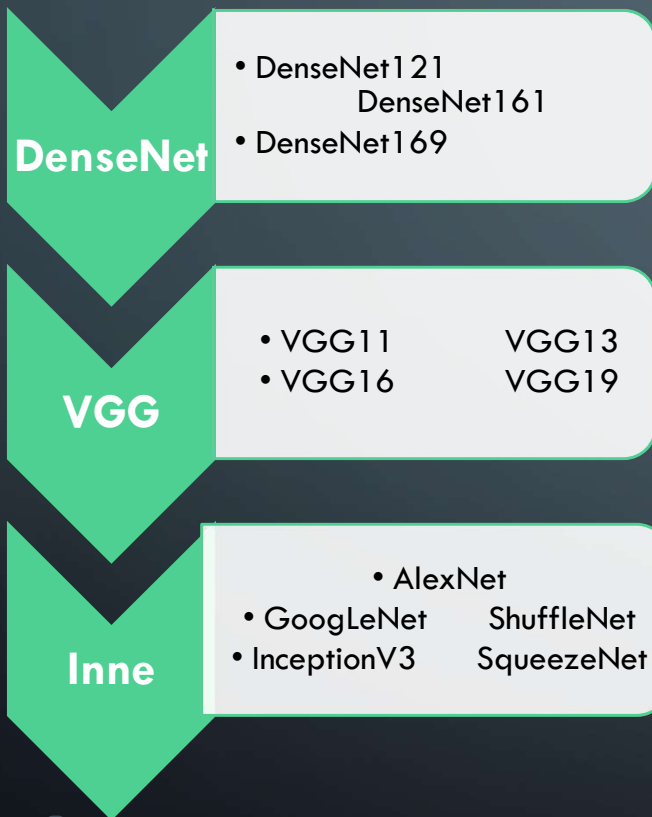 DenseNet
• DenseNet121
DenseNet161
• DenseNet169
VGG
• VGG11 VGG13
• VGG16 VGG19
Inne
• AlexNet
• GoogLeNet ShuffleNet
• InceptionV3 SqueezeNet